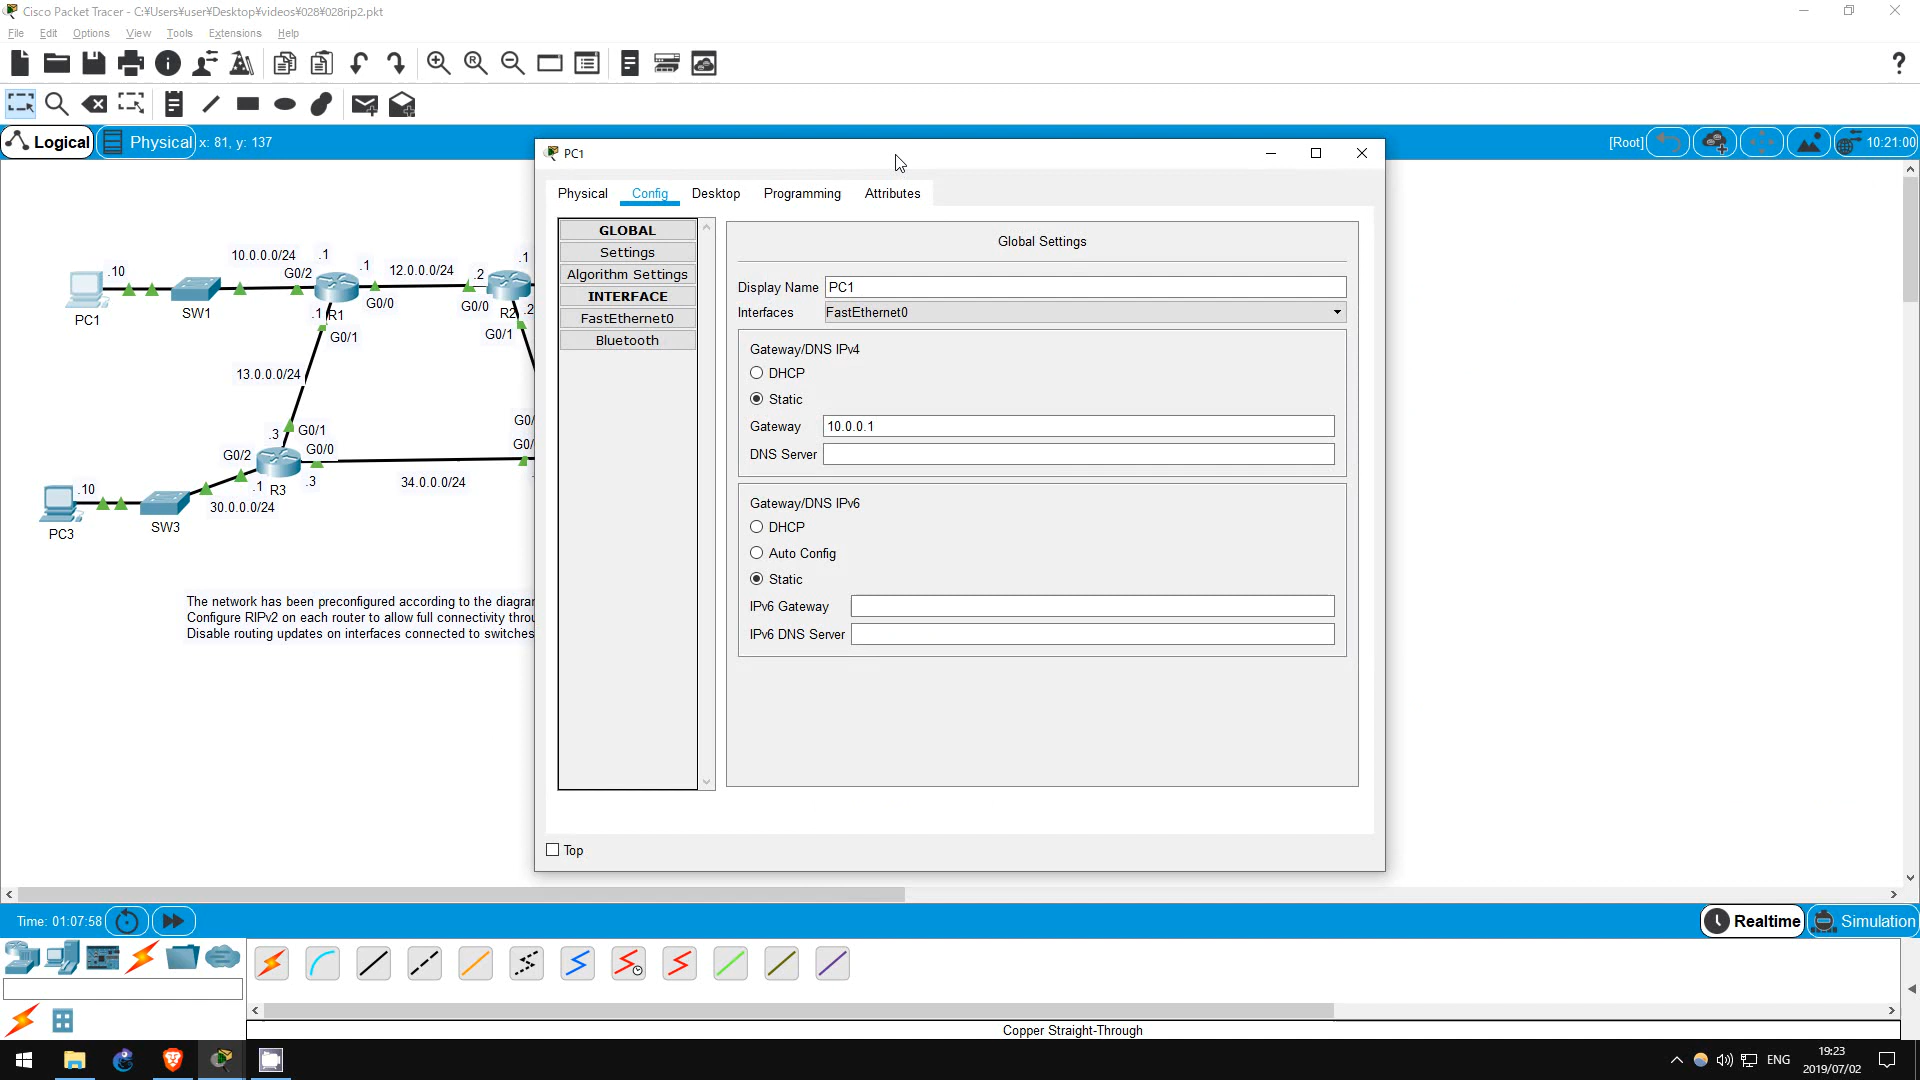 Cisco Packet Tracer - C:¥Users¥user¥Desktop¥videos¥028¥028rip2.pkt
File Edit Options View Tools Extensions Help
Logical Physical x: 81, y: 137
[Root] 10:21:00
PC1
Physical Config Desktop Programming Attributes
GLOBAL
Settings
Algorithm Settings
INTERFACE
FastEthernet0
Bluetooth
Global Settings
Display Name PC1
Interfaces FastEthernet0
Gateway/DNS IPv4
DHCP
Static
Gateway 10.0.0.1
DNS Server
Gateway/DNS IPv6
DHCP
Auto Config
Static
IPv6 Gateway
IPv6 DNS Server
Top
10.0.0.0/24 .1 .1
.10 G0/2 .1 12.0.0.0/24 .2
G0/0 G0/0
PC1 SW1 .1 R1 R2 .2
G0/1 G0/1
13.0.0.0/24
.3 G0/1 G0/
G0/2 G0/0 G0/
.10 .1 R3 .3 34.0.0.0/24
30.0.0.0/24
PC3 SW3
The network has been preconfigured according to the diagra
Configure RIPv2 on each router to allow full connectivity throu
Disable routing updates on interfaces connected to switches
Time: 01:07:58
Realtime Simulation
Copper Straight-Through
ENG
19:23
2019/07/02